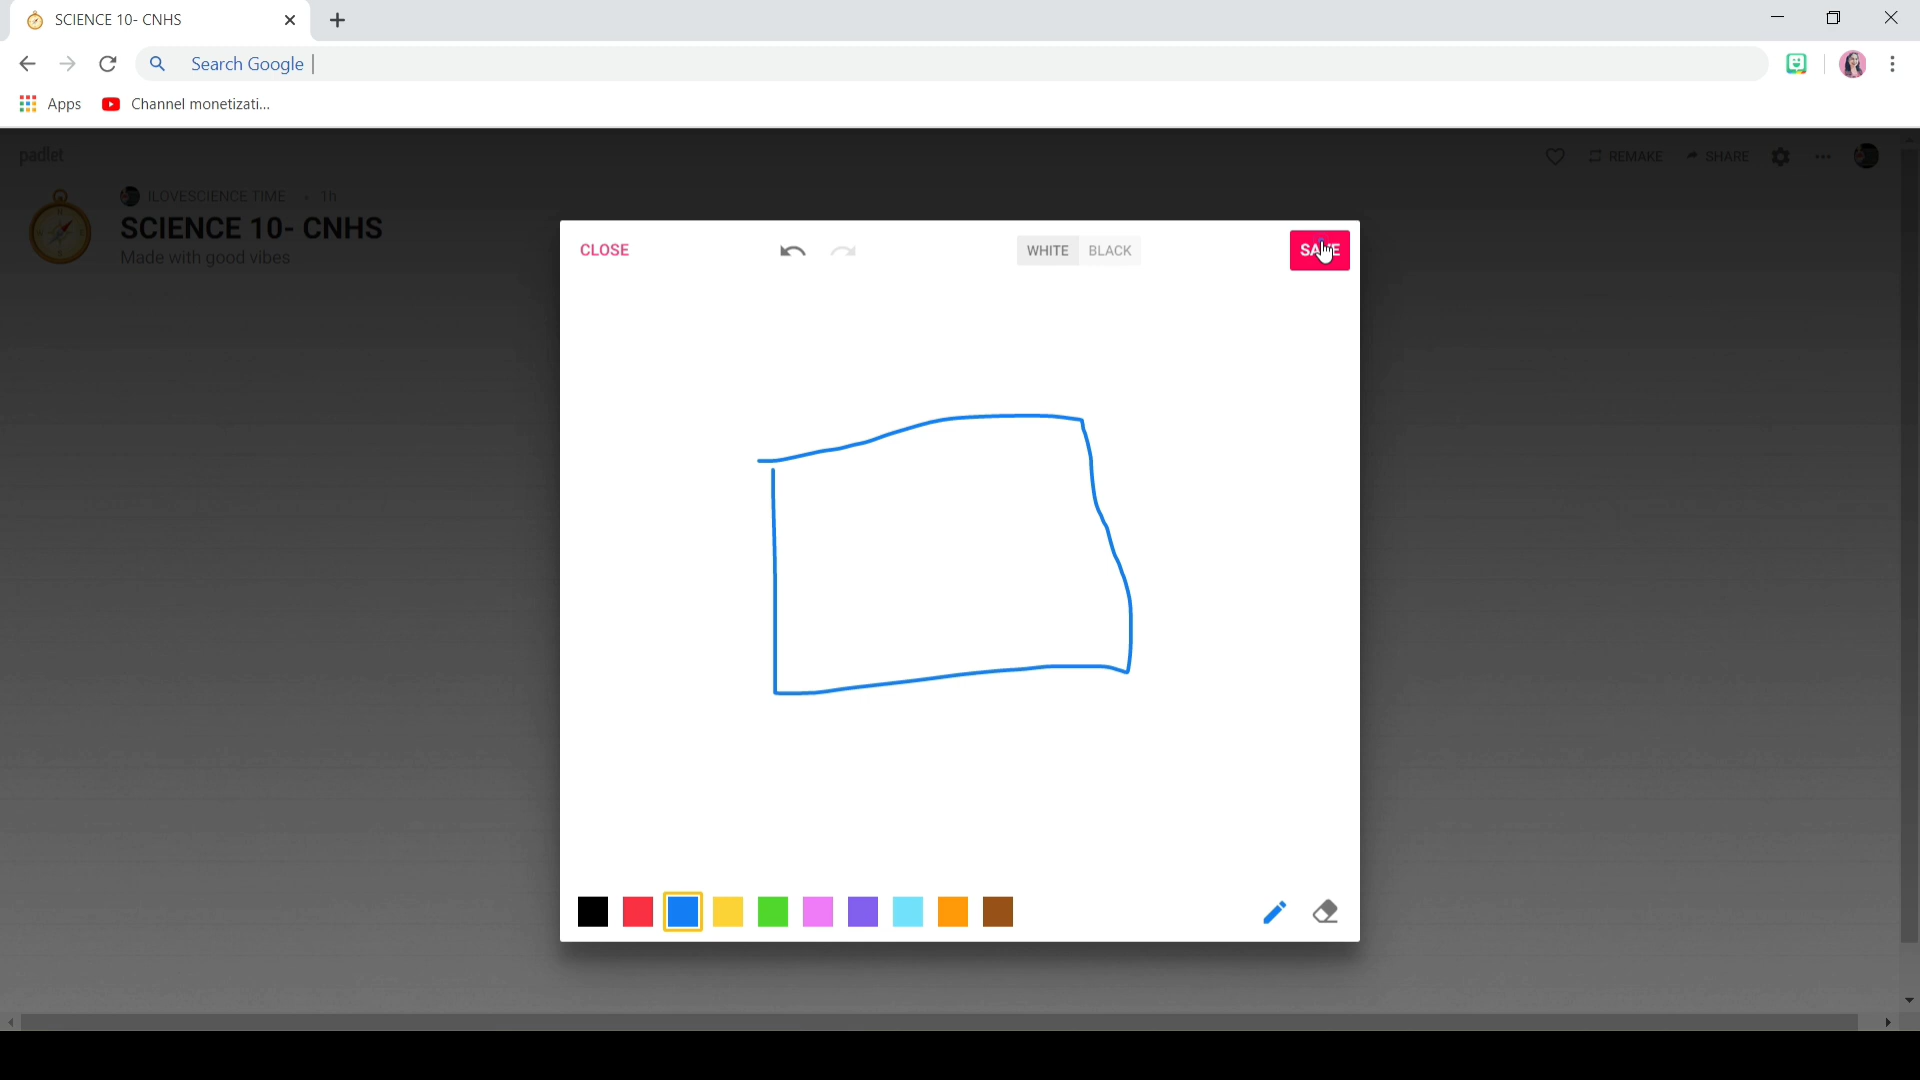 SCIENCE 10- CNHS
Search Google
Apps
Channel monetizati...
padlet
REMAKE
SHARE
ILOVESCIENCE TIME • 1h
SCIENCE 10- CNHS
Made with good vibes
CLOSE
WHITE
BLACK
SAVE